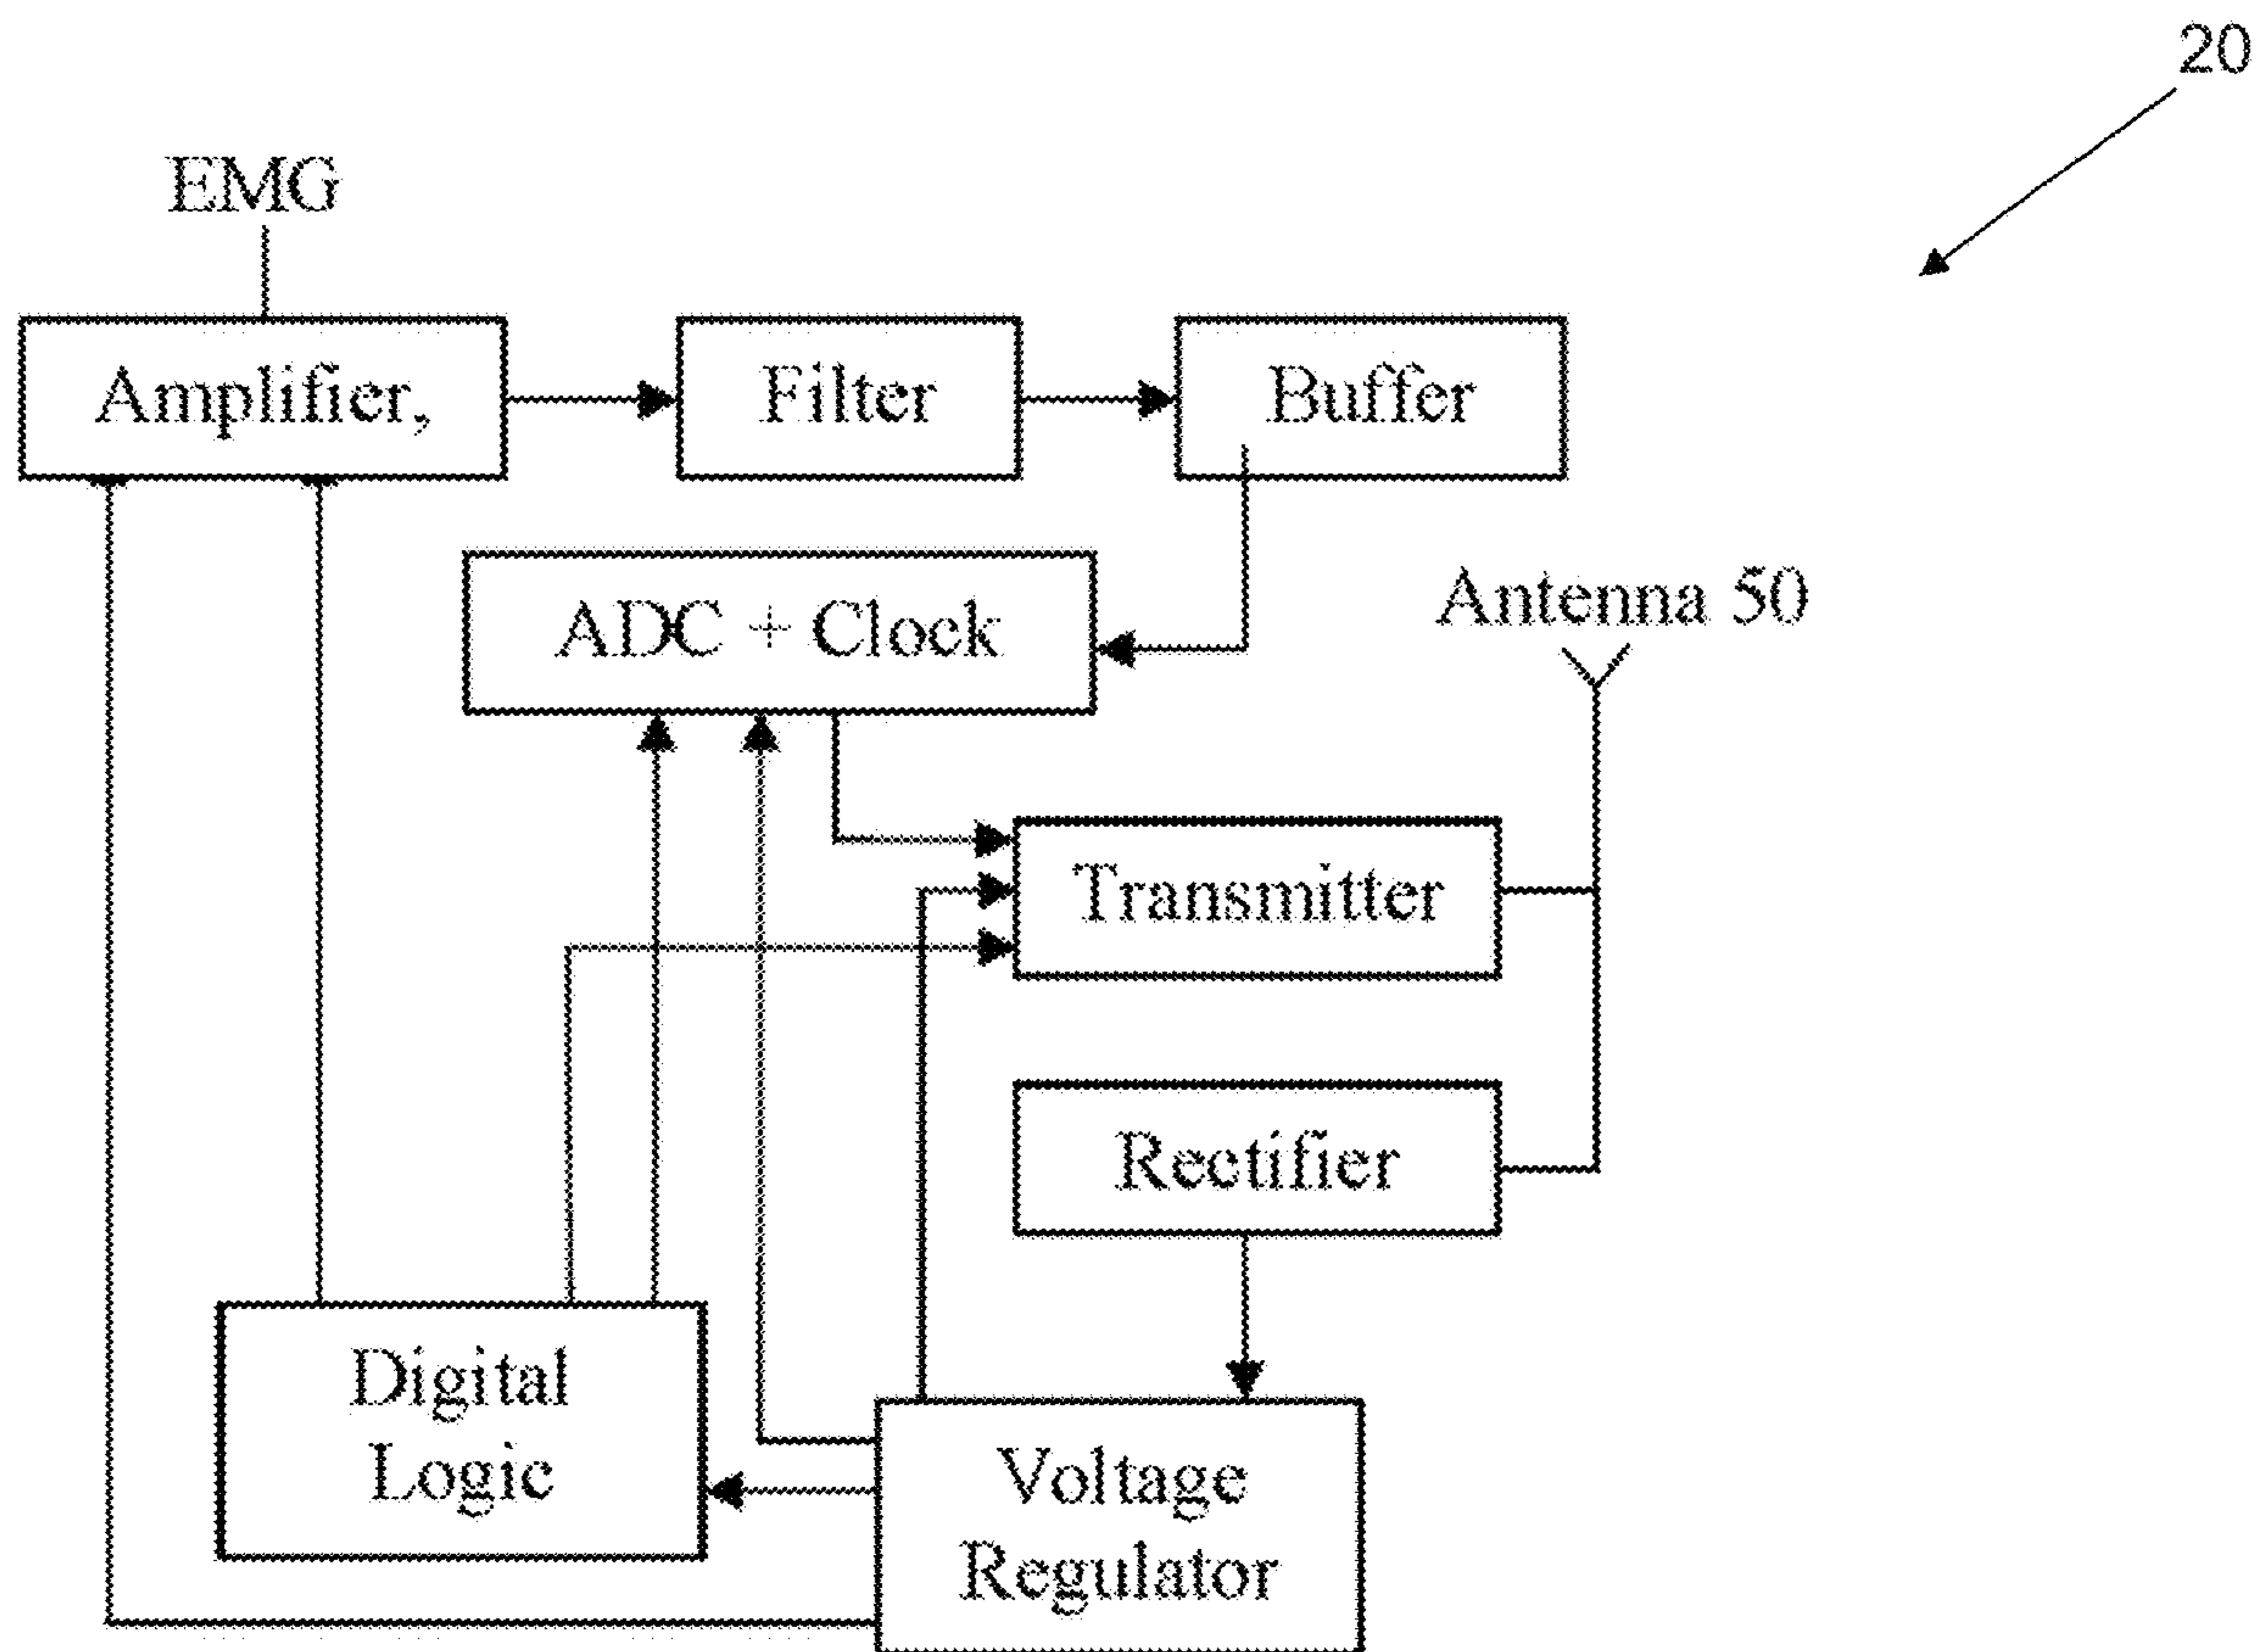 20
EMG
Amplifier,
Filter
Buffer
ADC + Clock
Antenna 50
Transmitter
Rectifier
Digital
Logic
Voltage
Regulator